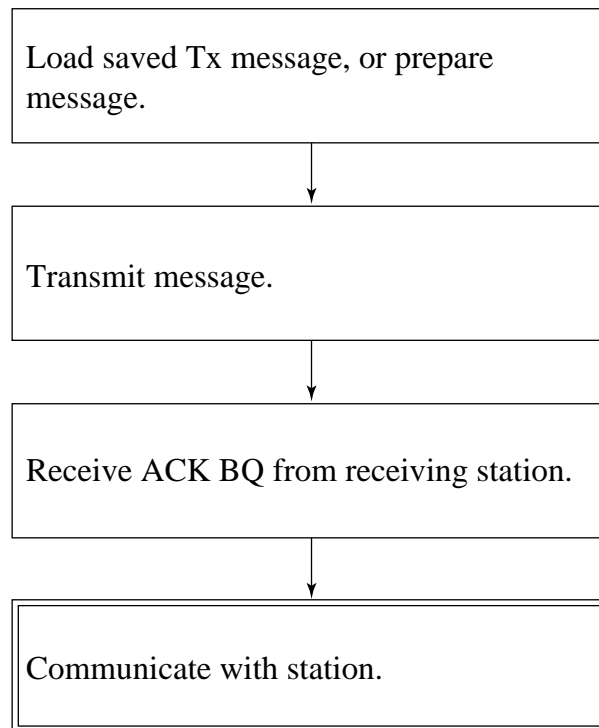 Load saved Tx message, or prepare
message.
Transmit message.
Receive ACK BQ from receiving station.
Communicate with station.